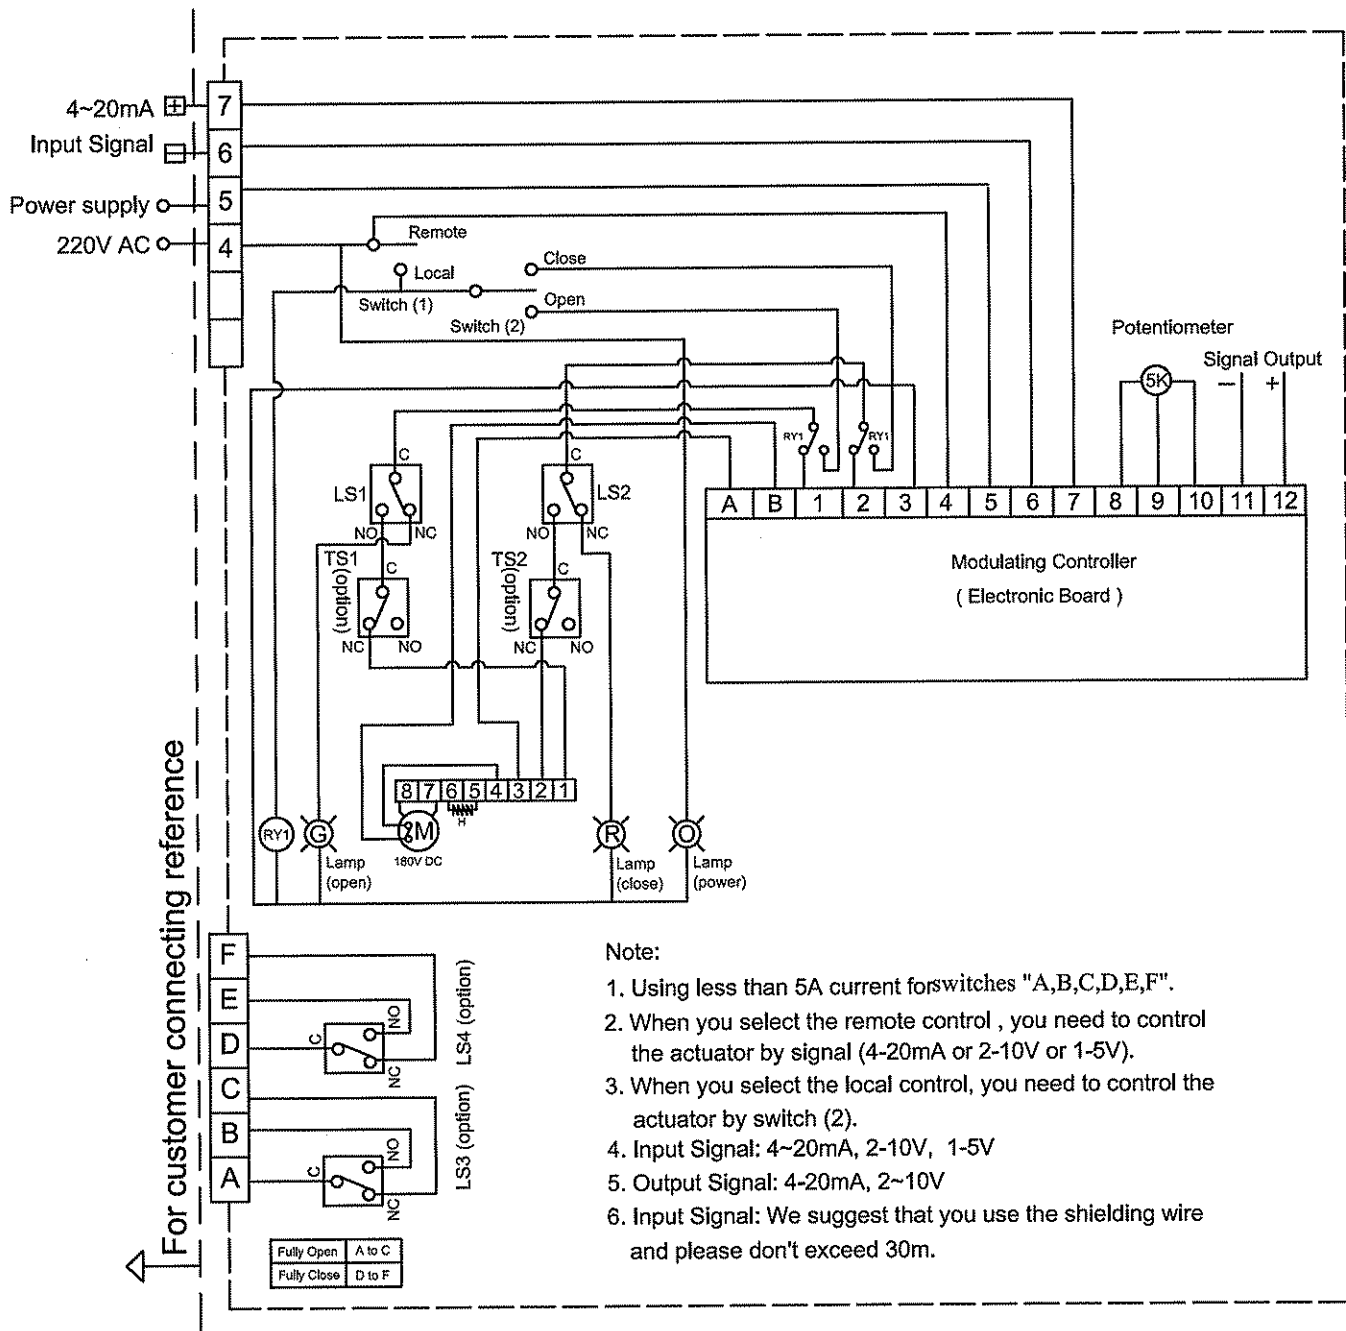 4~20mA + 7
Input Signal 6
Power supply 5
220V AC 4
Remote
Local
Switch (1)
Close
Open
Switch (2)
Potentiometer
5K
Signal Output
− +
RY1 RY1
C C
LS1 LS2
NO NC NO NC
TS1 (option) TS2 (option)
C C
NC NO NC NO
A B 1 2 3 4 5 6 7 8 9 10 11 12
Modulating Controller
( Electronic Board )
8 7 6 5 4 3 2 1
H
RY1 G M R O
180V DC
Lamp (open)
Lamp (close)
Lamp (power)
For customer connecting reference
F
E
D
C
B
A
C NO NC LS4 (option)
C NO NC LS3 (option)
Fully Open A to C
Fully Close D to F
Note:
1. Using less than 5A current forswitches "A,B,C,D,E,F".
2. When you select the remote control , you need to control
the actuator by signal (4-20mA or 2-10V or 1-5V).
3. When you select the local control, you need to control the
actuator by switch (2).
4. Input Signal: 4~20mA, 2-10V, 1-5V
5. Output Signal: 4-20mA, 2~10V
6. Input Signal: We suggest that you use the shielding wire
and please don't exceed 30m.